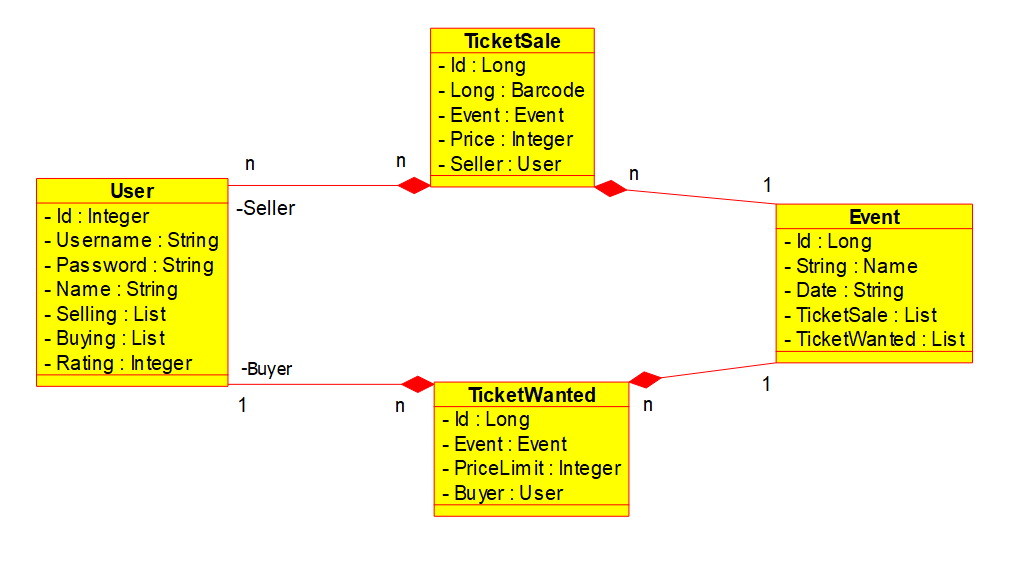 TicketSale
- Id : Long
- Long : Barcode
- Event : Event
- Price : Integer
- Seller : User
n
n
-Seller
n
1
User
- Id : Integer
- Username : String
- Password : String
- Name : String
- Selling : List
- Buying : List
- Rating : Integer
Event
- Id : Long
- String : Name
- Date : String
- TicketSale : List
- TicketWanted : List
-Buyer
1
n
n
1
TicketWanted
- Id : Long
- Event : Event
- PriceLimit : Integer
- Buyer : User